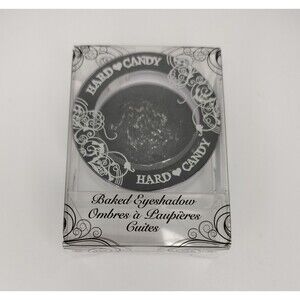 HARD♥CANDY
HARD♥CANDY
Baked Eyeshadow
Ombres à Paupières
Cuites